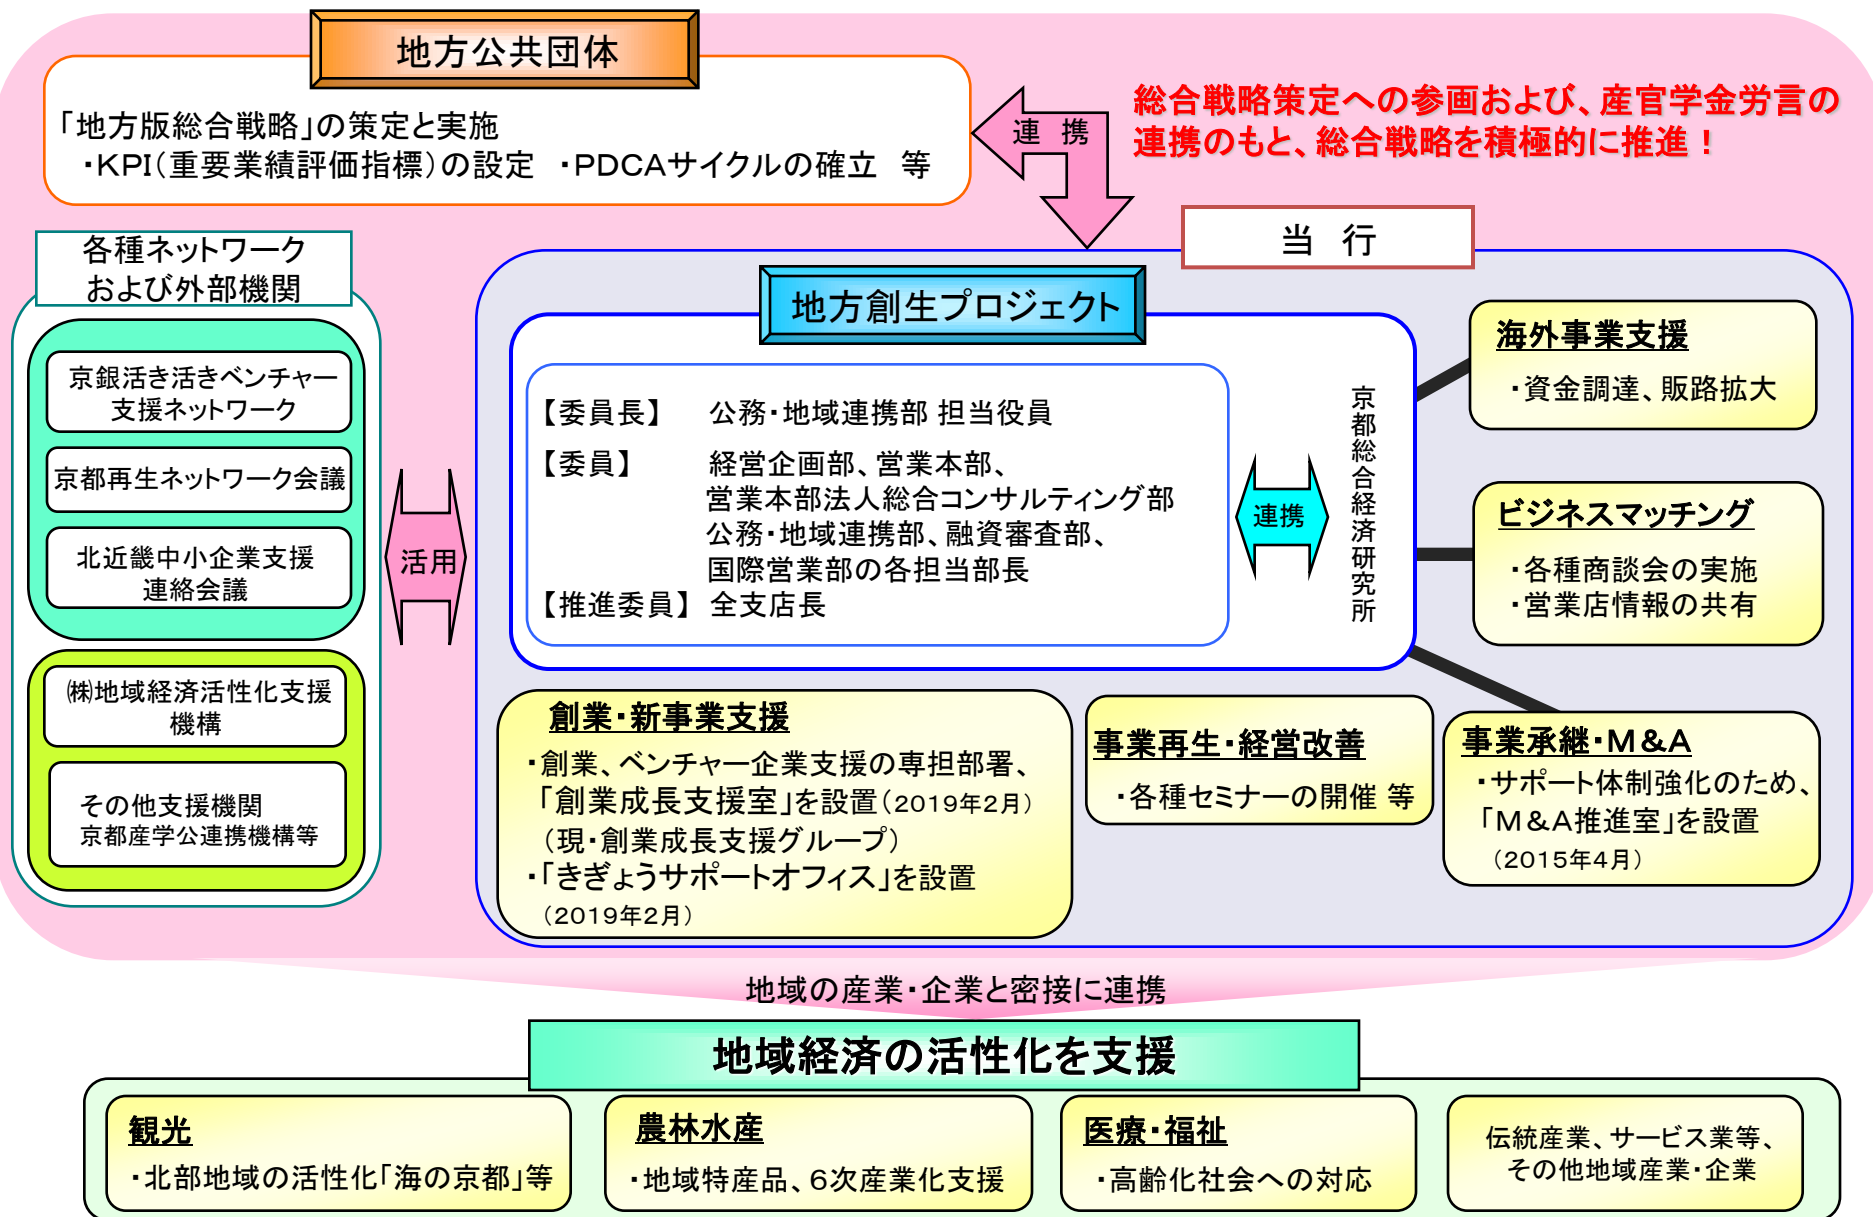 地方公共団体
「地方版総合戦略」の策定と実施
・KPI（重要業績評価指標）の設定　・PDCAサイクルの確立　等
連　携
総合戦略策定への参画および、産官学金労言の
連携のもと、総合戦略を積極的に推進！
各種ネットワーク
および外部機関
京銀活き活きベンチャー
支援ネットワーク
京都再生ネットワーク会議
北近畿中小企業支援
連絡会議
㈱地域経済活性化支援
機構
その他支援機関
京都産学公連携機構等
活用
当　行
地方創生プロジェクト
【委員長】　公務・地域連携部 担当役員
【委員】　経営企画部、営業本部、
営業本部法人総合コンサルティング部
公務・地域連携部、融資審査部、
国際営業部の各担当部長
【推進委員】 全支店長
連携
京都総合経済研究所
海外事業支援
・資金調達、販路拡大
ビジネスマッチング
・各種商談会の実施
・営業店情報の共有
創業・新事業支援
・創業、ベンチャー企業支援の専担部署、
「創業成長支援室」を設置（2019年2月）
（現・創業成長支援グループ）
・「きぎょうサポートオフィス」を設置
（2019年2月）
事業再生・経営改善
・各種セミナーの開催 等
事業承継・M＆A
・サポート体制強化のため、
「M＆A推進室」を設置
（2015年4月）
地域の産業・企業と密接に連携
地域経済の活性化を支援
観光
・北部地域の活性化「海の京都」等
農林水産
・地域特産品、6次産業化支援
医療・福祉
・高齢化社会への対応
伝統産業、サービス業等、
その他地域産業・企業